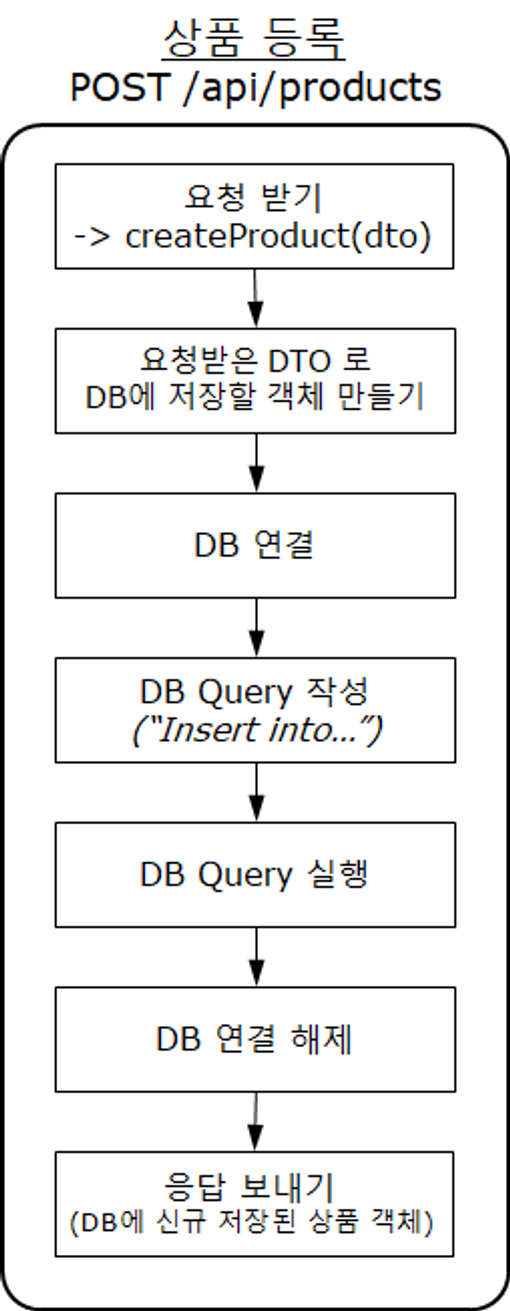 상품 등록
POST /api/products
요청 받기
-> createProduct(dto)
요청받은 DTO 로
DB에 저장할 객체 만들기
DB 연결
DB Query 작성
(“Insert into...”)
DB Query 실행
DB 연결 해제
응답 보내기
(DB에 신규 저장된 상품 객체)